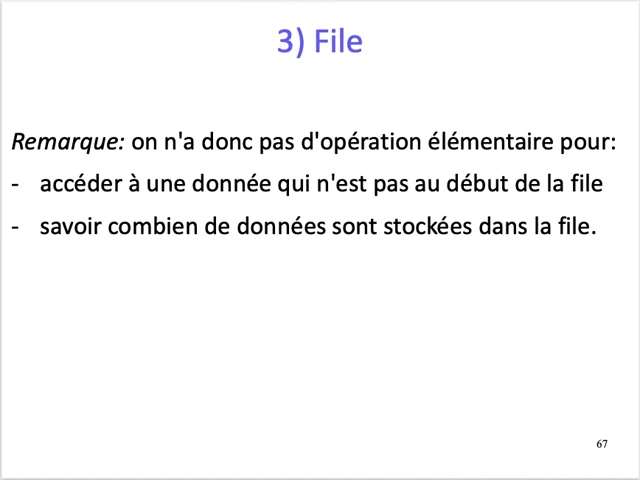 3) File
Remarque: on n'a donc pas d'opération élémentaire pour:
- accéder à une donnée qui n'est pas au début de la file
- savoir combien de données sont stockées dans la file.
67